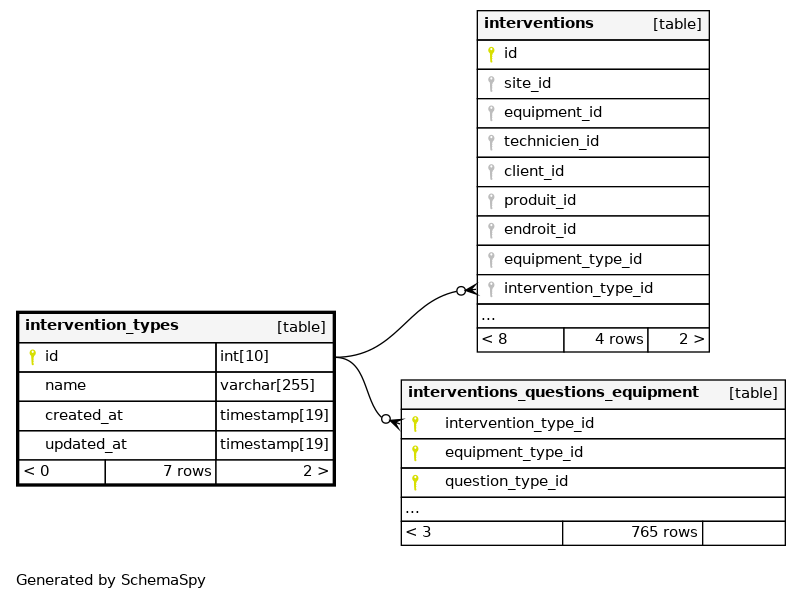 interventions [table]
id
site_id
equipment_id
technicien_id
client_id
produit_id
endroit_id
equipment_type_id
intervention_type_id
...
< 8 4 rows 2 >
intervention_types [table]
id int[10]
name varchar[255]
created_at timestamp[19]
updated_at timestamp[19]
< 0 7 rows 2 >
interventions_questions_equipment [table]
intervention_type_id
equipment_type_id
question_type_id
...
< 3 765 rows
Generated by SchemaSpy